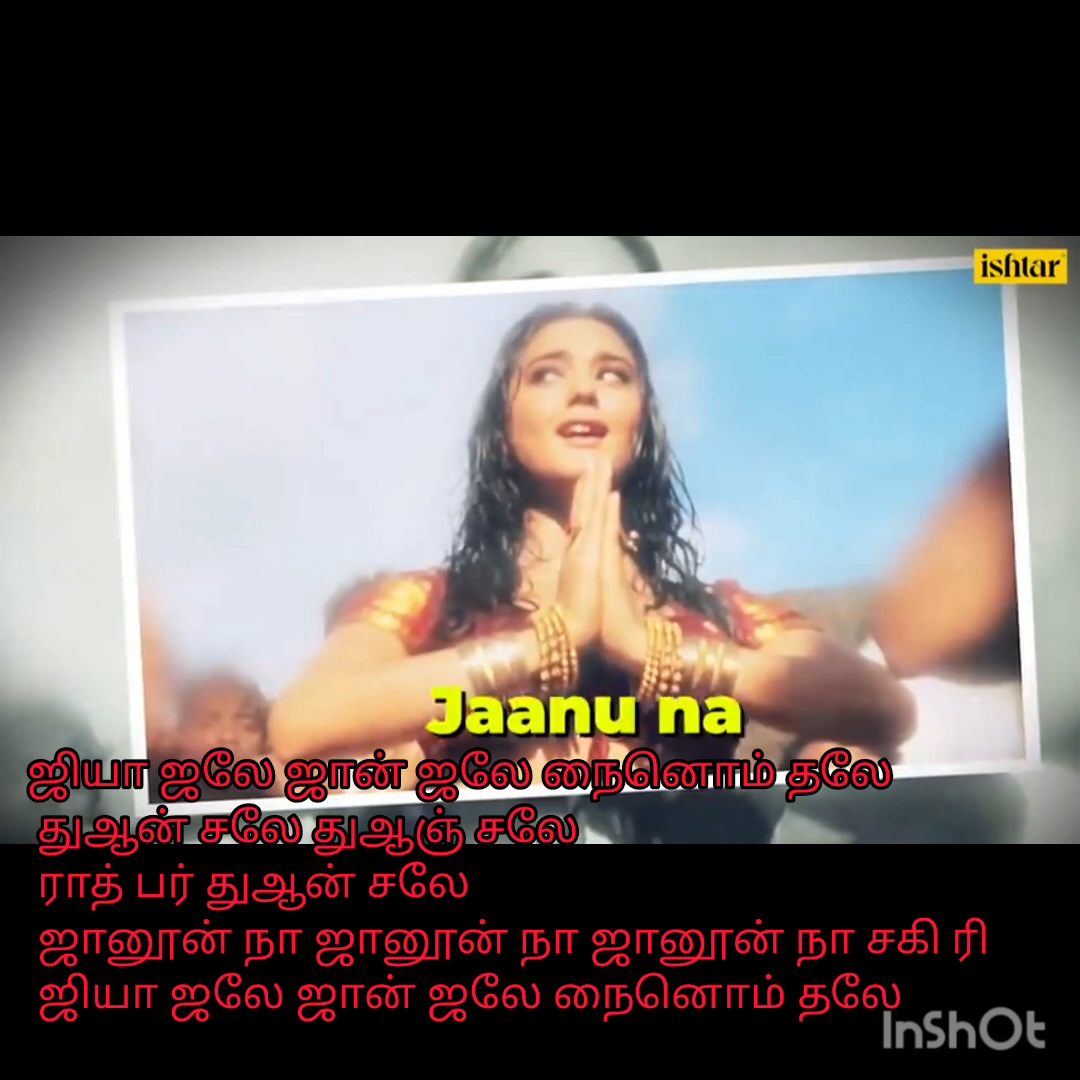 ishtar
Jaanu na
ஜியா ஜலே ஜான் ஜலே நைனொம் தலே
துஆன் சலே துஆஞ் சலே
ராத் பர் துஆன் சலே
ஜானூன் நா ஜானூன் நா ஜானூன் நா சகி ரி
ஜியா ஜலே ஜான் ஜலே நைனொம் தலே
InShOt